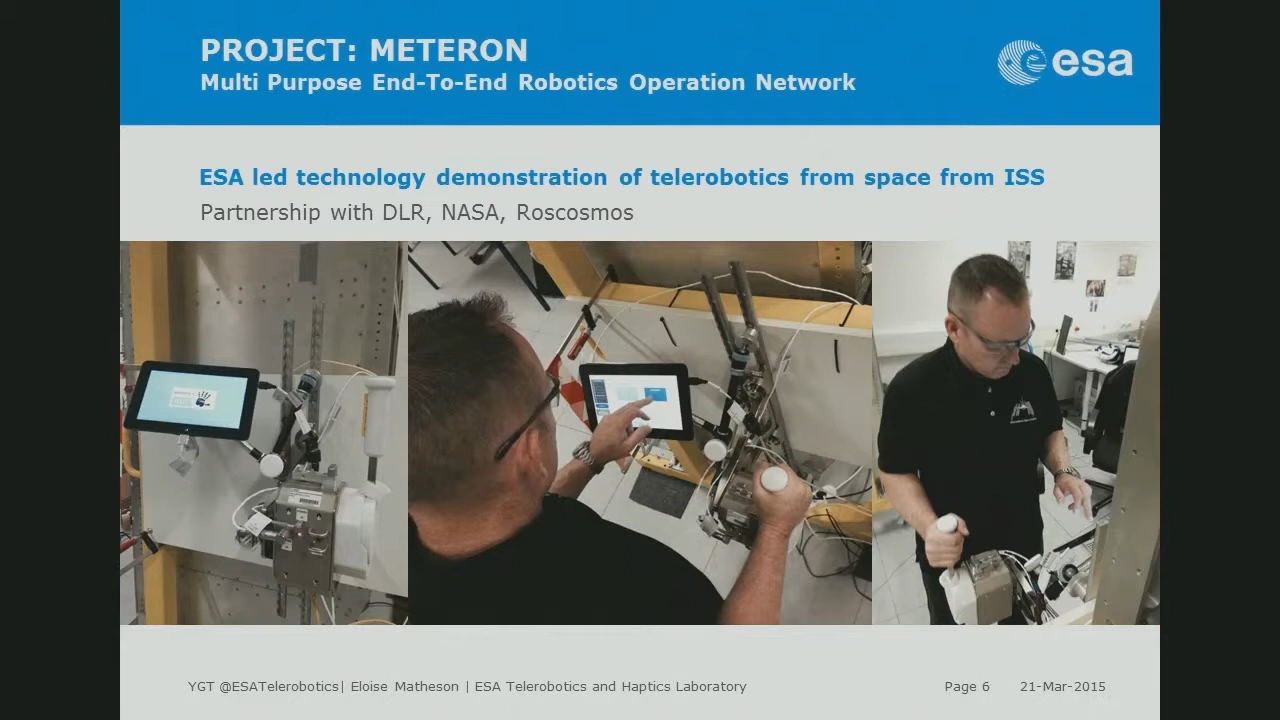 PROJECT: METERON
Multi Purpose End-To-End Robotics Operation Network
esa
ESA led technology demonstration of telerobotics from space from ISS
Partnership with DLR, NASA, Roscosmos
YGT @ESATelerobotics| Eloise Matheson | ESA Telerobotics and Haptics Laboratory
Page 6
21-Mar-2015